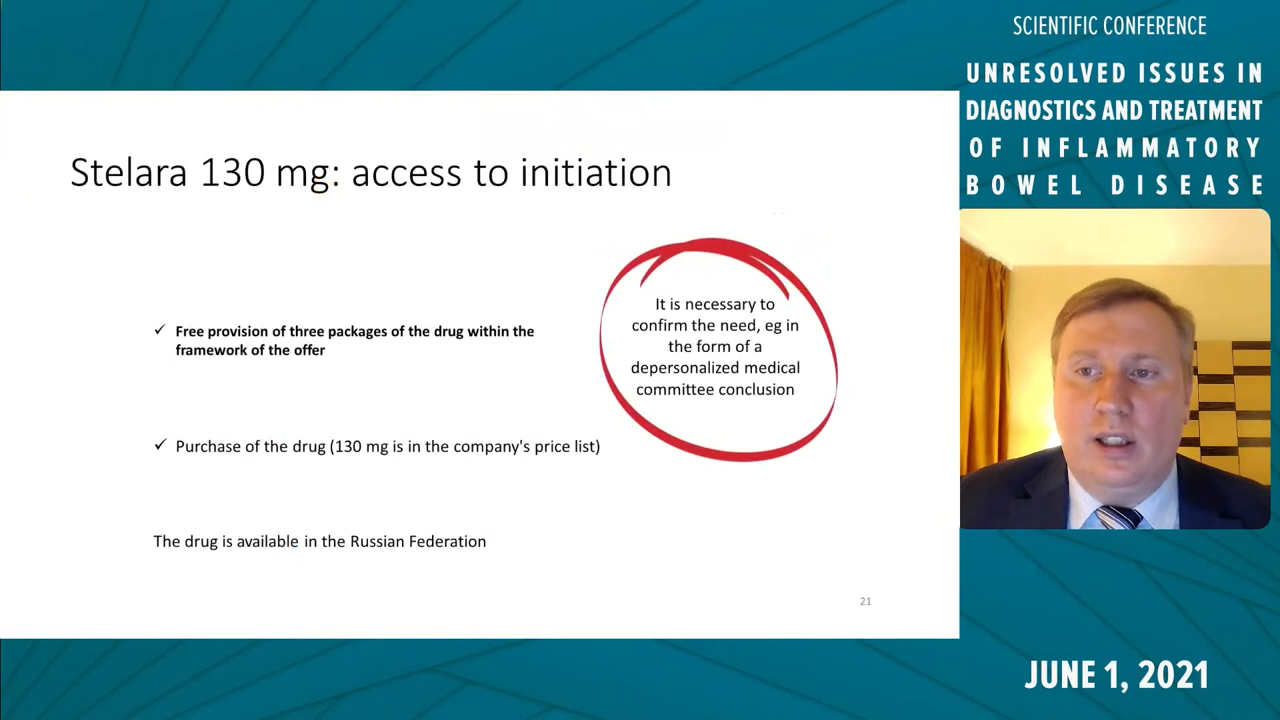 SCIENTIFIC CONFERENCE
UNRESOLVED ISSUES IN
DIAGNOSTICS AND TREATMENT
OF INFLAMMATORY
BOWEL DISEASE
Stelara 130 mg: access to initiation
It is necessary to
confirm the need, eg in
the form of a
depersonalized medical
committee conclusion
✓ Free provision of three packages of the drug within the
framework of the offer
✓ Purchase of the drug (130 mg is in the company's price list)
The drug is available in the Russian Federation
21
JUNE 1, 2021